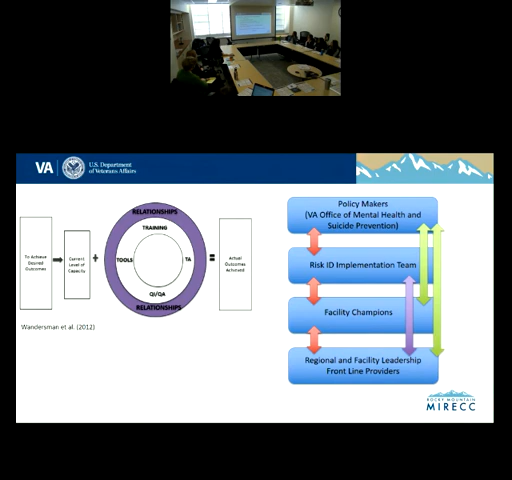 VA
U.S. Department
of Veterans Affairs
To Achieve
Desired
Outcomes
Current
Level of
Capacity
+
RELATIONSHIPS
TRAINING
TOOLS
TA
QI/QA
RELATIONSHIPS
=
Actual
Outcomes
Achieved
Wandersman et al. (2012)
Policy Makers
(VA Office of Mental Health and
Suicide Prevention)
Risk ID Implementation Team
Facility Champions
Regional and Facility Leadership
Front Line Providers
ROCKY MOUNTAIN
MIRECC